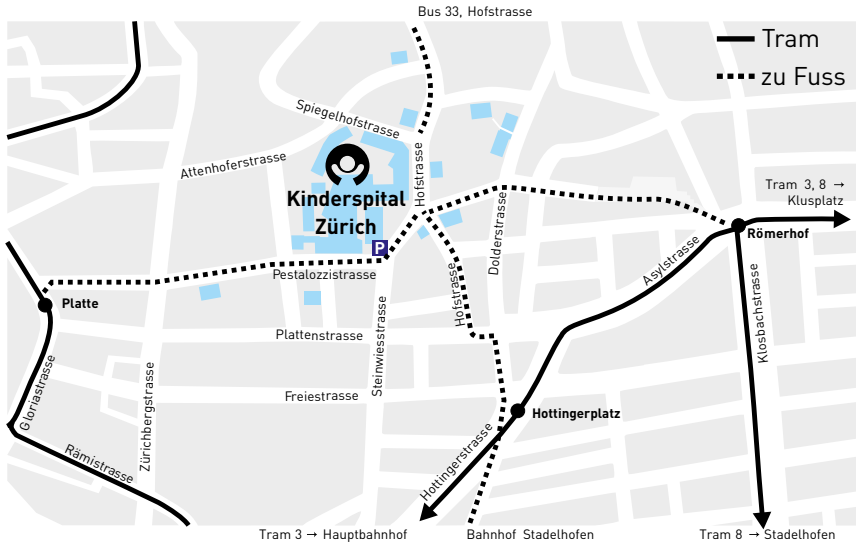 Bus 33, Hofstrasse
Tram
zu Fuss
Spiegelhofstrasse
Attenhoferstrasse
Hofstrasse
Kinderspital
Zürich
P
Tram 3, 8 →
Klusplatz
Römerhof
Dolderstrasse
Asylstrasse
Pestalozzistrasse
Hofstrasse
Platte
Plattenstrasse
Steinwiesstrasse
Klosbachstrasse
Gloriastrasse
Zürichbergstrasse
Freiestrasse
Hottingerplatz
Hottingerstrasse
Rämistrasse
Tram 3 → Hauptbahnhof
Bahnhof Stadelhofen
Tram 8 → Stadelhofen